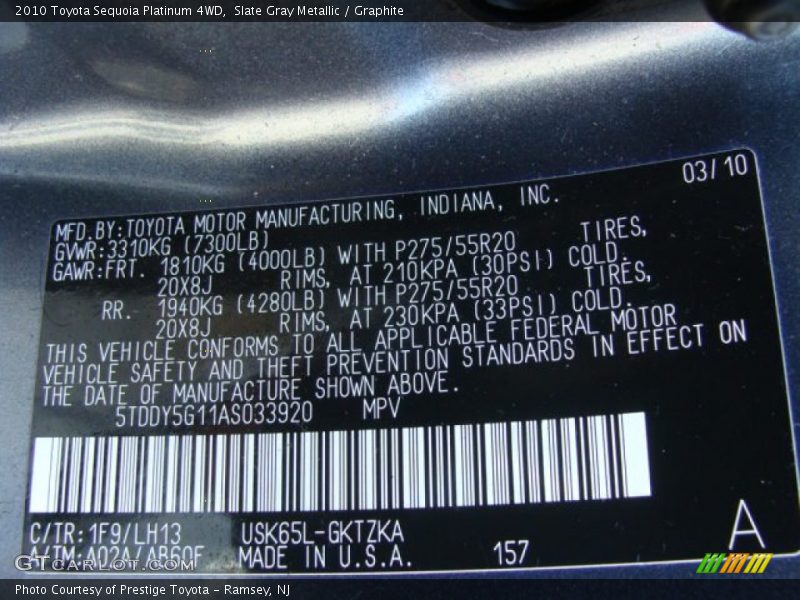 2010 Toyota Sequoia Platinum 4WD,  Slate Gray Metallic / Graphite
03/10
MFD.BY:TOYOTA MOTOR MANUFACTURING, INDIANA, INC.
GVWR:3310KG (7300LB)
GAWR:FRT. 1810KG (4000LB) WITH P275/55R20 TIRES,
20X8J RIMS, AT 210KPA (30PSI) COLD.
RR. 1940KG (4280LB) WITH P275/55R20 TIRES,
20X8J RIMS, AT 230KPA (33PSI) COLD.
THIS VEHICLE CONFORMS TO ALL APPLICABLE FEDERAL MOTOR
VEHICLE SAFETY AND THEFT PREVENTION STANDARDS IN EFFECT ON
THE DATE OF MANUFACTURE SHOWN ABOVE.
5TDDY5G11AS033920 MPV
C/TR:1F9/LH13 USK65L-GKTZKA
A/TM:A02A/AB60F MADE IN U.S.A. 157 A
GTCARLOT.COM
Photo Courtesy of Prestige Toyota - Ramsey, NJ